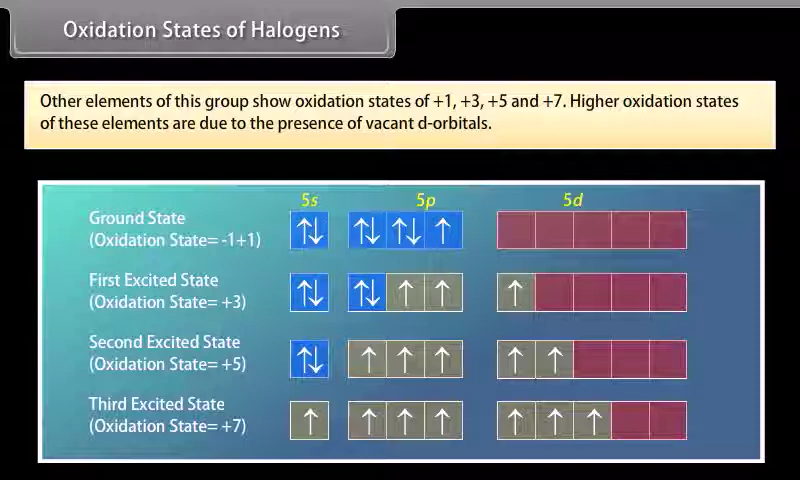 Oxidation States of Halogens
Other elements of this group show oxidation states of +1, +3, +5 and +7. Higher oxidation states
of these elements are due to the presence of vacant d-orbitals.
5s 5p 5d
Ground State
(Oxidation State= -1+1)
↑↓ ↑↓ ↑↓ ↑
First Excited State
(Oxidation State= +3)
↑↓ ↑↓ ↑ ↑ ↑
Second Excited State
(Oxidation State= +5)
↑↓ ↑ ↑ ↑ ↑ ↑
Third Excited State
(Oxidation State= +7)
↑ ↑ ↑ ↑ ↑ ↑ ↑